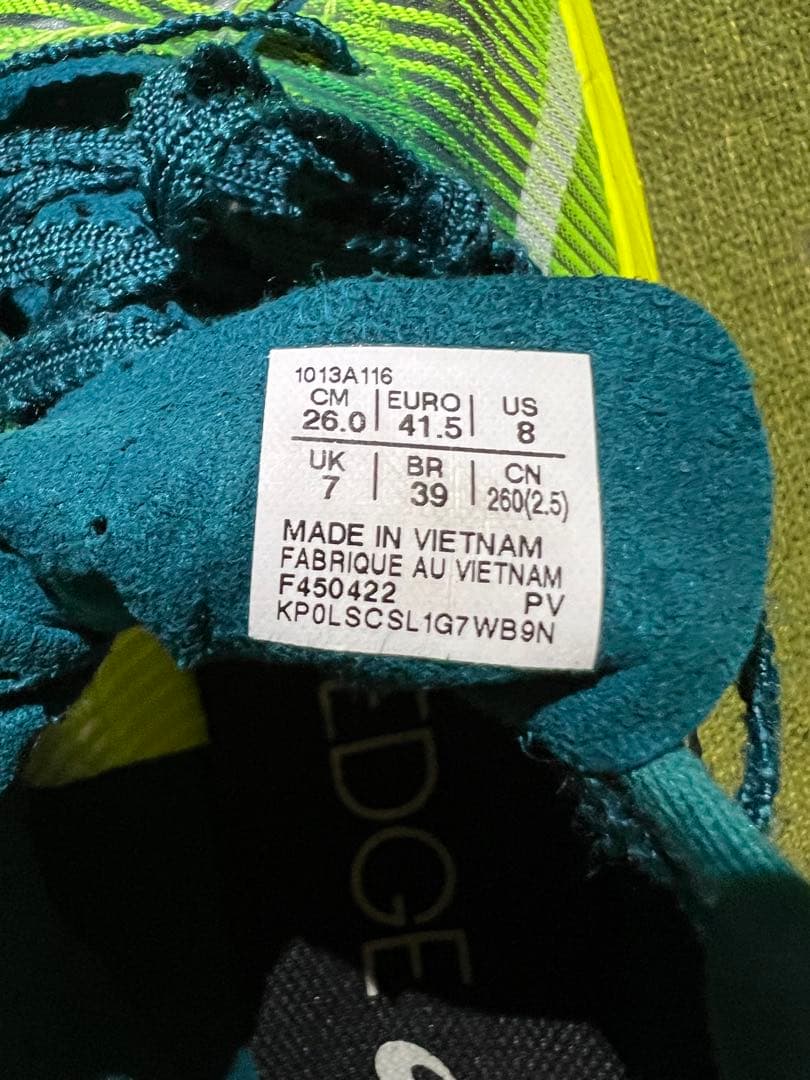 1013A116
CM | EURO | US
26.0 | 41.5 | 8
UK | BR | CN
7 | 39 | 260(2.5)
MADE IN VIETNAM
FABRIQUE AU VIETNAM
F450422 PV
KP0LSCSL1G7WB9N
EDGE